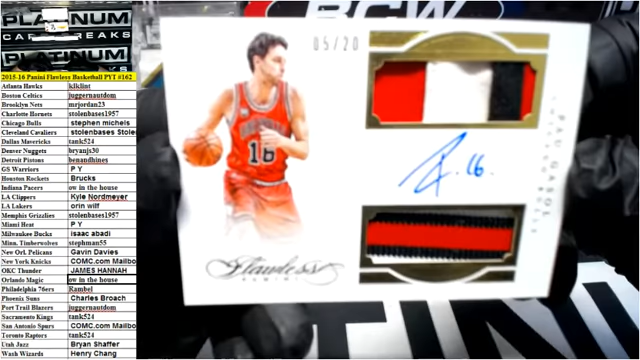 PLATINUM
PLATINUM
2015-16 Panini Flawless Basketball PYT #162
Atlanta Hawks klklint
Boston Celtics juggernautdom
Brooklyn Nets mrjordan23
Charlotte Hornets stolenbases1957
Chicago Bulls stephen michels
Cleveland Cavaliers stolenbases Stole
Dallas Mavericks tank524
Denver Nuggets bryanjs30
Detroit Pistons benandhines
GS Warriors P Y
Houston Rockets Brucks
Indiana Pacers ow in the house
LA Clippers Kyle Nordmeyer
LA Lakers orin wilf
Memphis Grizzlies stolenbases1957
Miami Heat P Y
Milwaukee Bucks isaac abadi
Minn. Timberwolves stephman55
New Orl. Pelicans Gavin Davies
New York Knicks COMC.com Mailbo
OKC Thunder JAMES HANNAH
Orlando Magic ow in the house
Philadelphia 76ers Rambel
Phoenix Suns Charles Broach
Port Trail Blazers juggernautdom
Sacramento Kings tank524
San Antonio Spurs COMC.com Mailbo
Toronto Raptors tank524
Utah Jazz Bryan Shaffer
Wash Wizards Henry Chang
05/20
16
PAU GASOL
BULLS
Flawless